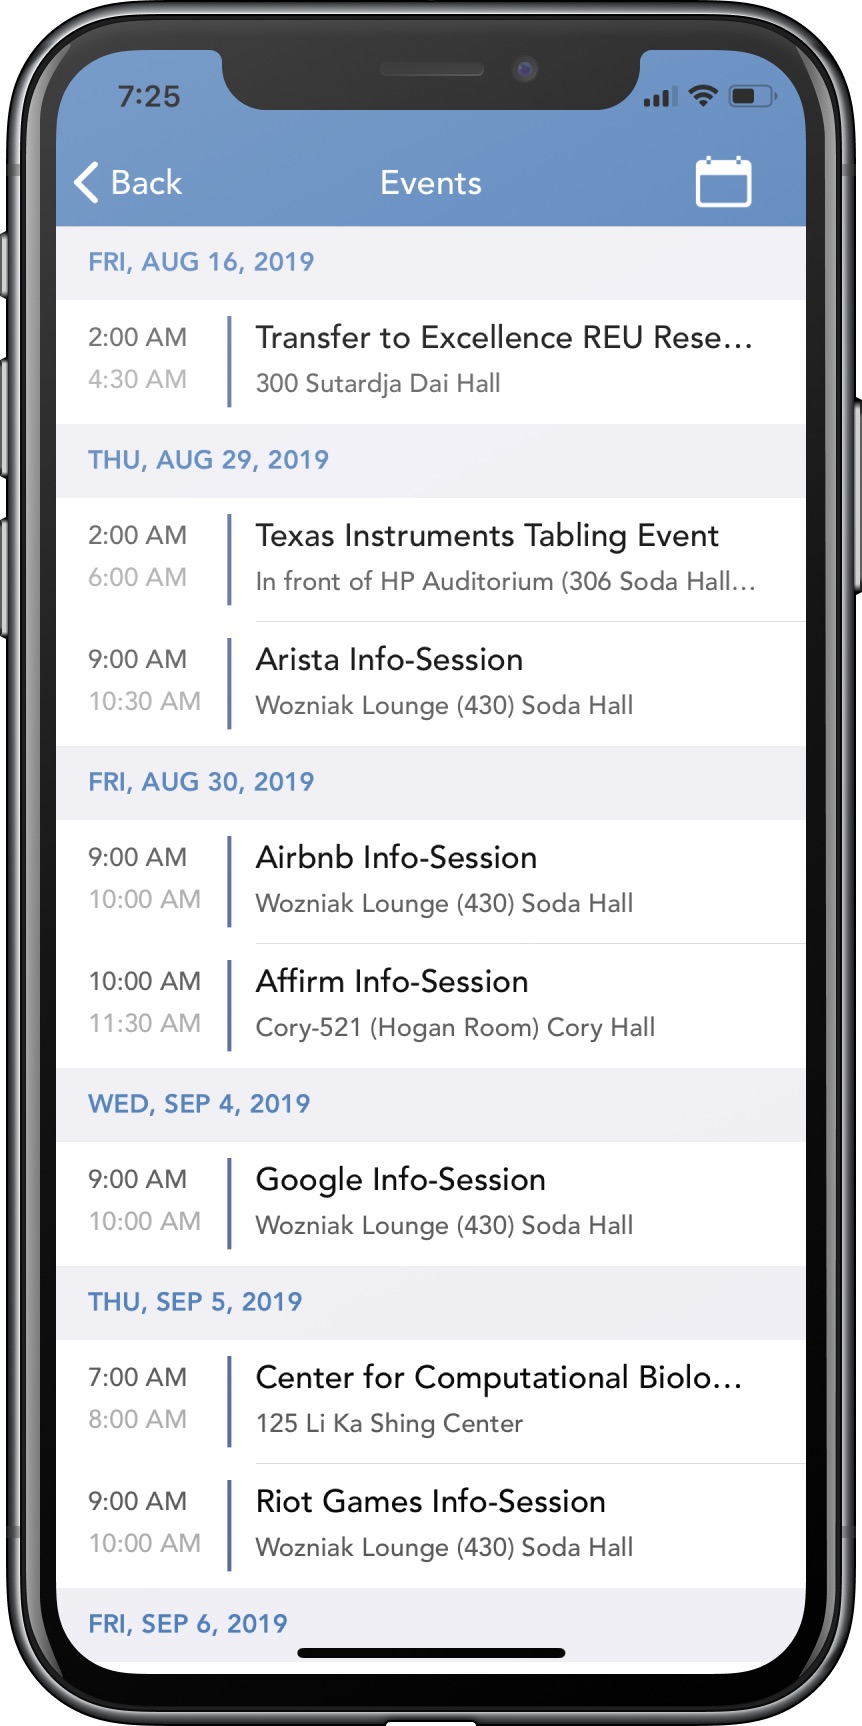 7:25
Back
Events
FRI, AUG 16, 2019
2:00 AM
Transfer to Excellence REU Rese...
4:30 AM
300 Sutardja Dai Hall
THU, AUG 29, 2019
2:00 AM
Texas Instruments Tabling Event
6:00 AM
In front of HP Auditorium (306 Soda Hall...
9:00 AM
Arista Info-Session
10:30 AM
Wozniak Lounge (430) Soda Hall
FRI, AUG 30, 2019
9:00 AM
Airbnb Info-Session
10:00 AM
Wozniak Lounge (430) Soda Hall
10:00 AM
Affirm Info-Session
11:30 AM
Cory-521 (Hogan Room) Cory Hall
WED, SEP 4, 2019
9:00 AM
Google Info-Session
10:00 AM
Wozniak Lounge (430) Soda Hall
THU, SEP 5, 2019
7:00 AM
Center for Computational Biolo...
8:00 AM
125 Li Ka Shing Center
9:00 AM
Riot Games Info-Session
10:00 AM
Wozniak Lounge (430) Soda Hall
FRI, SEP 6, 2019